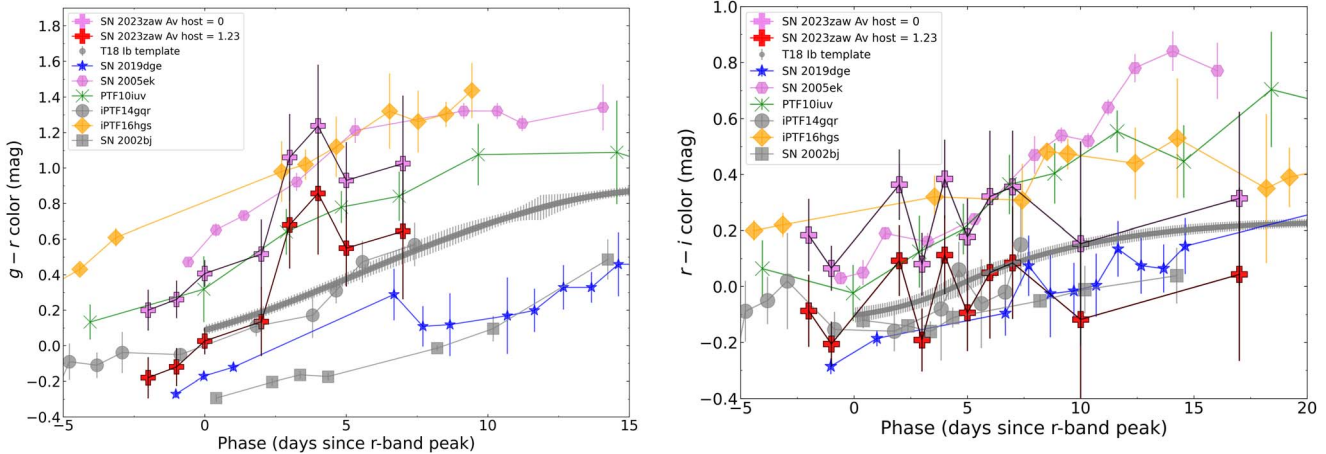 SN 2023zaw Av host = 0
SN 2023zaw Av host = 1.23
T18 Ib template
SN 2019dge
SN 2005ek
PTF10iuv
iPTF14gqr
iPTF16hgs
SN 2002bj
g − r color (mag)
1.8
1.6
1.4
1.2
1.0
0.8
0.6
0.4
0.2
0.0
−0.2
−0.4
−5 0 5 10 15
Phase (days since r-band peak)
SN 2023zaw Av host = 0
SN 2023zaw Av host = 1.23
T18 Ib template
SN 2019dge
SN 2005ek
PTF10iuv
iPTF14gqr
iPTF16hgs
SN 2002bj
r − i color (mag)
1.0
0.8
0.6
0.4
0.2
0.0
−0.2
−0.4
−5 0 5 10 15 20
Phase (days since r-band peak)